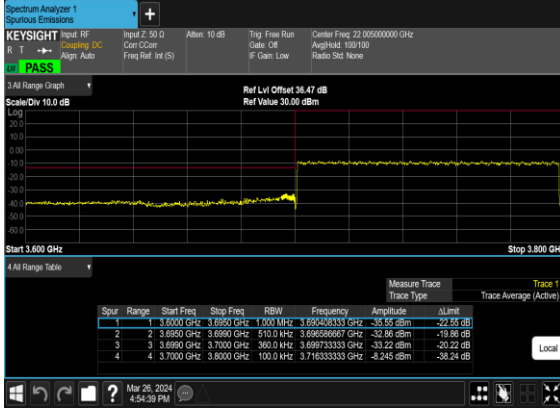 Spectrum Analyzer 1
Spurious Emissions
+
KEYSIGHT Input: RF Input Z: 50 Ω Atten: 10 dB Trig: Free Run Center Freq: 22.005000000 GHz
R T Coupling: DC Corr CCorr Gate: Off Avg|Hold: 100/100
Align: Auto Freq Ref: Int (S) IF Gain: Low Radio Std: None
PASS
3 All Range Graph
Ref Lvl Offset 36.47 dB
Scale/Div 10.0 dB Ref Value 30.00 dBm
Log
20.0
10.0
0.00
-10.0
-20.0
-30.0
-40.0
-50.0
-60.0
Start 3.600 GHz Stop 3.800 GH
4 All Range Table
Measure Trace Trace 1
Trace Type Trace Average (Active)
Spur Range Start Freq Stop Freq RBW Frequency Amplitude ΔLimit
1 1 3.6000 GHz 3.6950 GHz 1.000 MHz 3.690408333 GHz -35.55 dBm -22.55 dB
2 2 3.6950 GHz 3.6990 GHz 510.0 kHz 3.696586667 GHz -32.86 dBm -19.86 dB
3 3 3.6990 GHz 3.7000 GHz 360.0 kHz 3.699733333 GHz -33.22 dBm -20.22 dB
4 4 3.7000 GHz 3.8000 GHz 100.0 kHz 3.716333333 GHz -8.245 dBm -38.24 dB
Local
? Mar 26, 2024
4:54:39 PM